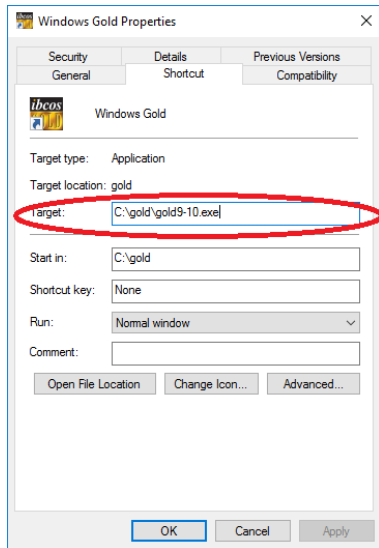 Windows Gold Properties
Security Details Previous Versions
General Shortcut Compatibility
ibcos
Windows Gold
Target type: Application
Target location: gold
Target: C:\gold\gold9-10.exe
Start in: C:\gold
Shortcut key: None
Run: Normal window
Comment:
Open File Location Change Icon... Advanced...
OK Cancel Apply